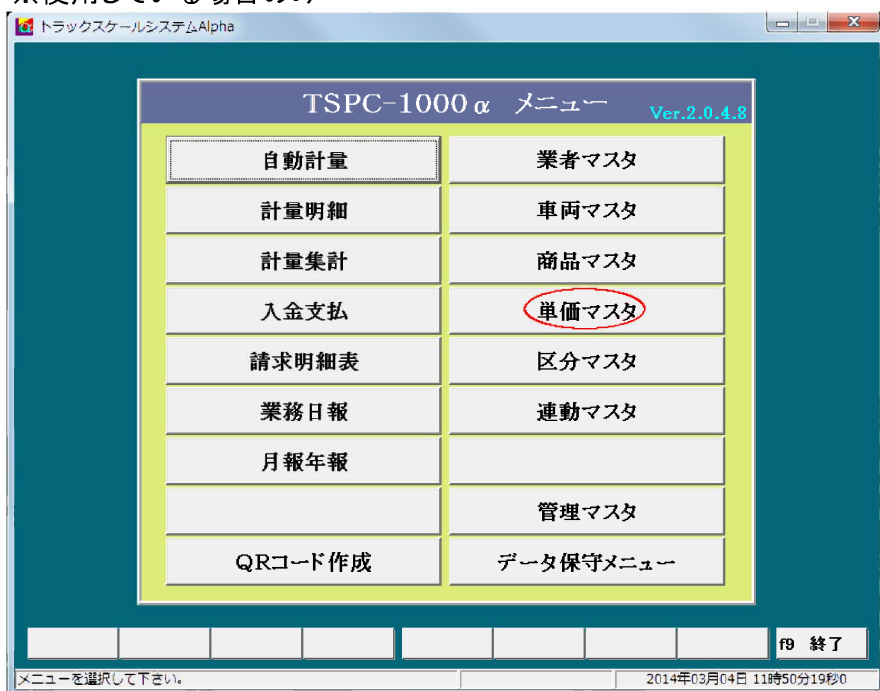 ※使用している場合のみ
トラックスケールシステムAlpha
TSPC-1000α メニュー Ver.2.0.4.8
自動計量 業者マスタ
計量明細 車両マスタ
計量集計 商品マスタ
入金支払 単価マスタ
請求明細表 区分マスタ
業務日報 連動マスタ
月報年報
管理マスタ
QRコード作成 データ保守メニュー
f9 終了
メニューを選択して下さい。 2014年03月04日 11時50分19秒0